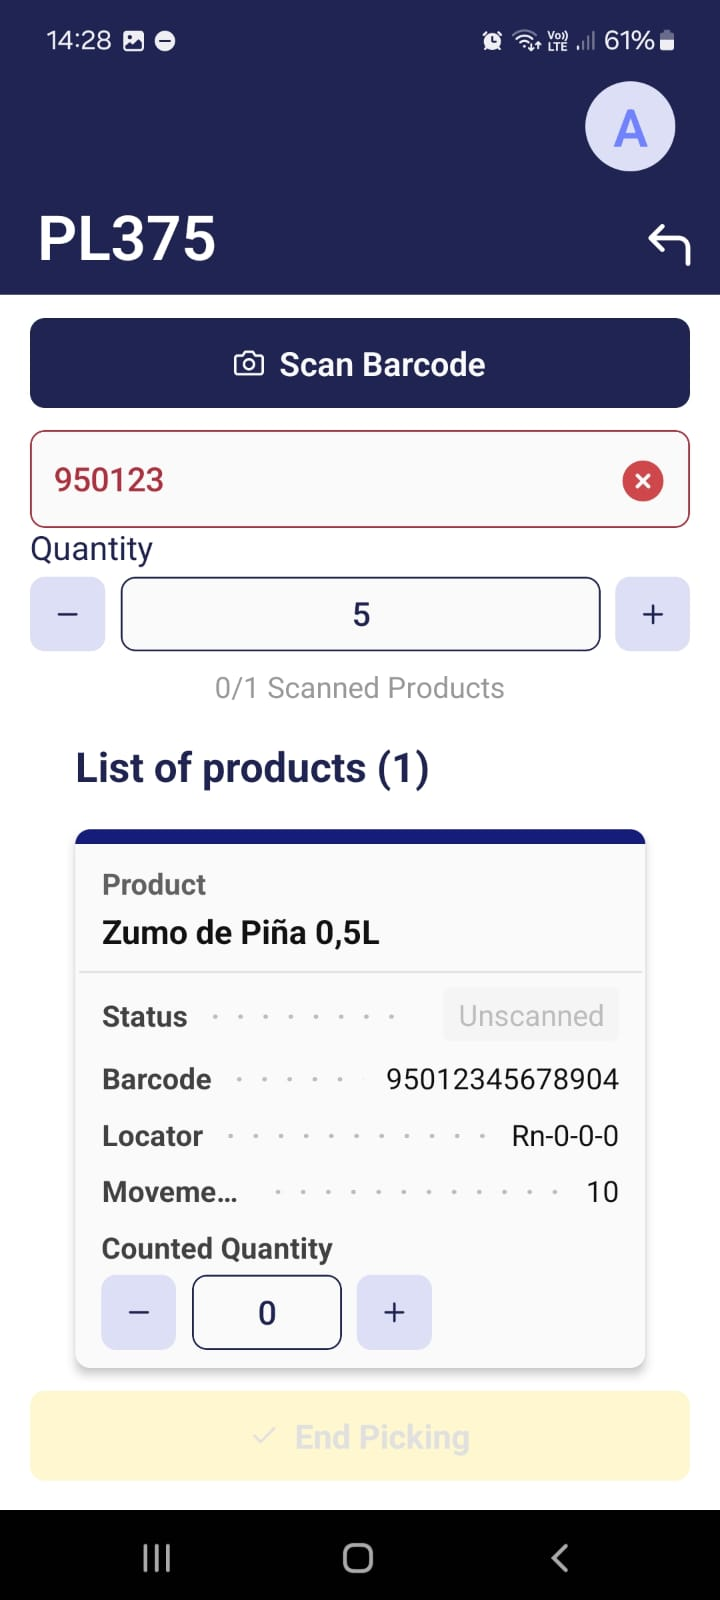 14:28
Vo)) LTE 61%
A
PL375
Scan Barcode
950123
Quantity
− 5 +
0/1 Scanned Products
List of products (1)
Product
Zumo de Piña 0,5L
Status Unscanned
Barcode 95012345678904
Locator Rn-0-0-0
Moveme... 10
Counted Quantity
− 0 +
End Picking